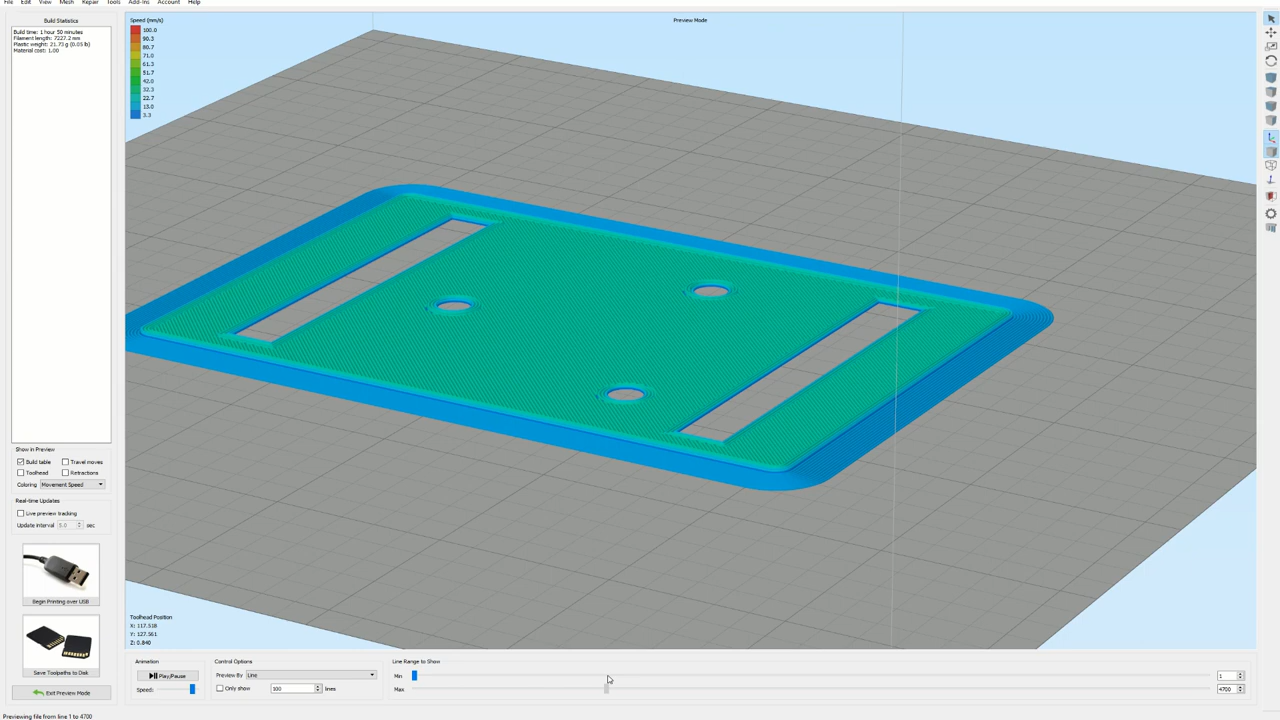 File Edit View Mesh Repair Tools Add-Ins Account Help
Build Statistics
Build time: 1 hour 50 minutes
Filament length: 7227.2 mm
Plastic weight: 21.73 g (0.05 lb)
Material cost: 1.00
Speed (mm/s)
100.0
90.3
80.7
71.0
61.3
51.7
42.0
32.3
22.7
13.0
3.3
Preview Mode
Show in Preview
Build table Travel moves
Toolhead Retractions
Coloring Movement Speed
Real-time Updates
Live preview tracking
Update interval 5.0 sec
Begin Printing over USB
Save Toolpaths to Disk
Exit Preview Mode
Toolhead Position
X: 117.518
Y: 127.561
Z: 0.840
Animation
Play/Pause
Speed:
Control Options
Preview By Line
Only show 100 lines
Line Range to Show
Min 1
Max 4700
Previewing file from line 1 to 4700